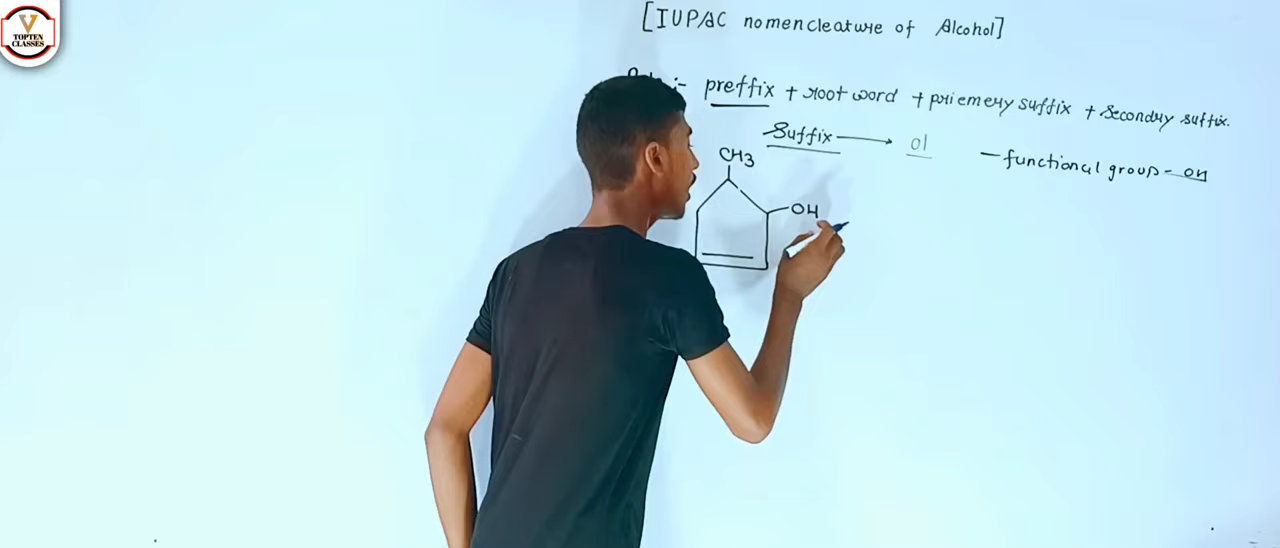 V
TOPTEN
CLASSES
[IUPAC nomencleature of Alcohol]
:- preffix + root word + priemery suffix + Secondry suffix.
Suffix → ol
- functional group - OH
CH3
OH